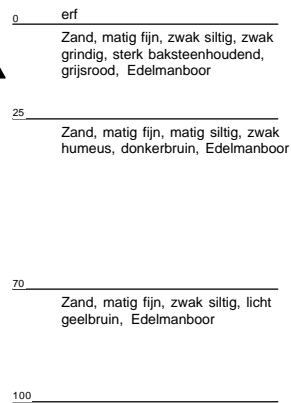 0 erf
Zand, matig fijn, zwak siltig, zwak
grindig, sterk baksteenhoudend,
grijsrood, Edelmanboor
25
Zand, matig fijn, matig siltig, zwak
humeus, donkerbruin, Edelmanboor
70
Zand, matig fijn, zwak siltig, licht
geelbruin, Edelmanboor
100